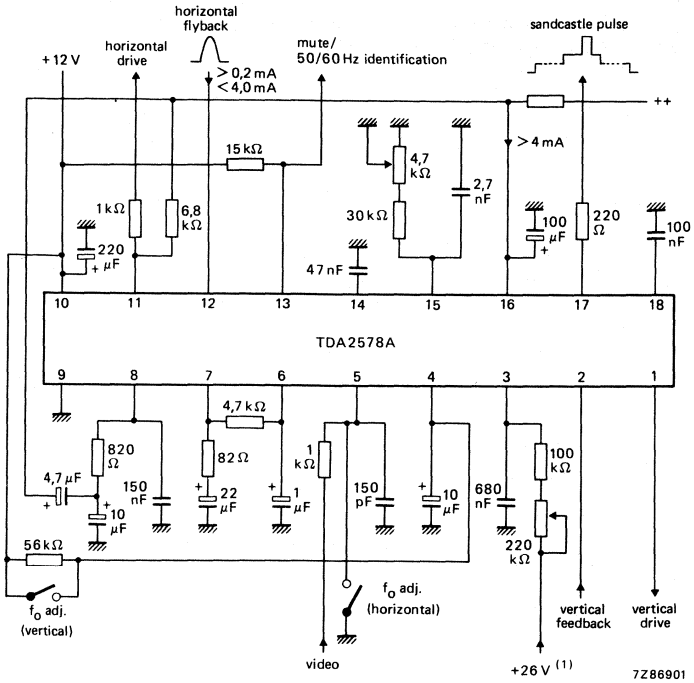 horizontal
flyback
sandcastle pulse
+12 V
horizontal
drive
> 0,2 mA
< 4,0 mA
mute/
50/60 Hz identification
++
15 kΩ
4,7
kΩ
> 4 mA
2,7
nF
1 kΩ
6,8
kΩ
30 kΩ
220
µF
+
47 nF
100
µF
+
220
Ω
100
nF
10 11 12 13 14 15 16 17 18
TDA2578A
9 8 7 6 5 4 3 2 1
4,7 kΩ
820
Ω
82 Ω
1
kΩ
100
kΩ
4,7 µF
+
150
nF
+
10
µF
+
22
µF
+
1
µF
150
pF
+
10
µF
680
nF
220
kΩ
56 kΩ
fo adj.
(vertical)
fo adj.
(horizontal)
vertical
feedback
vertical
drive
video
+26 V (1)
7Z86901